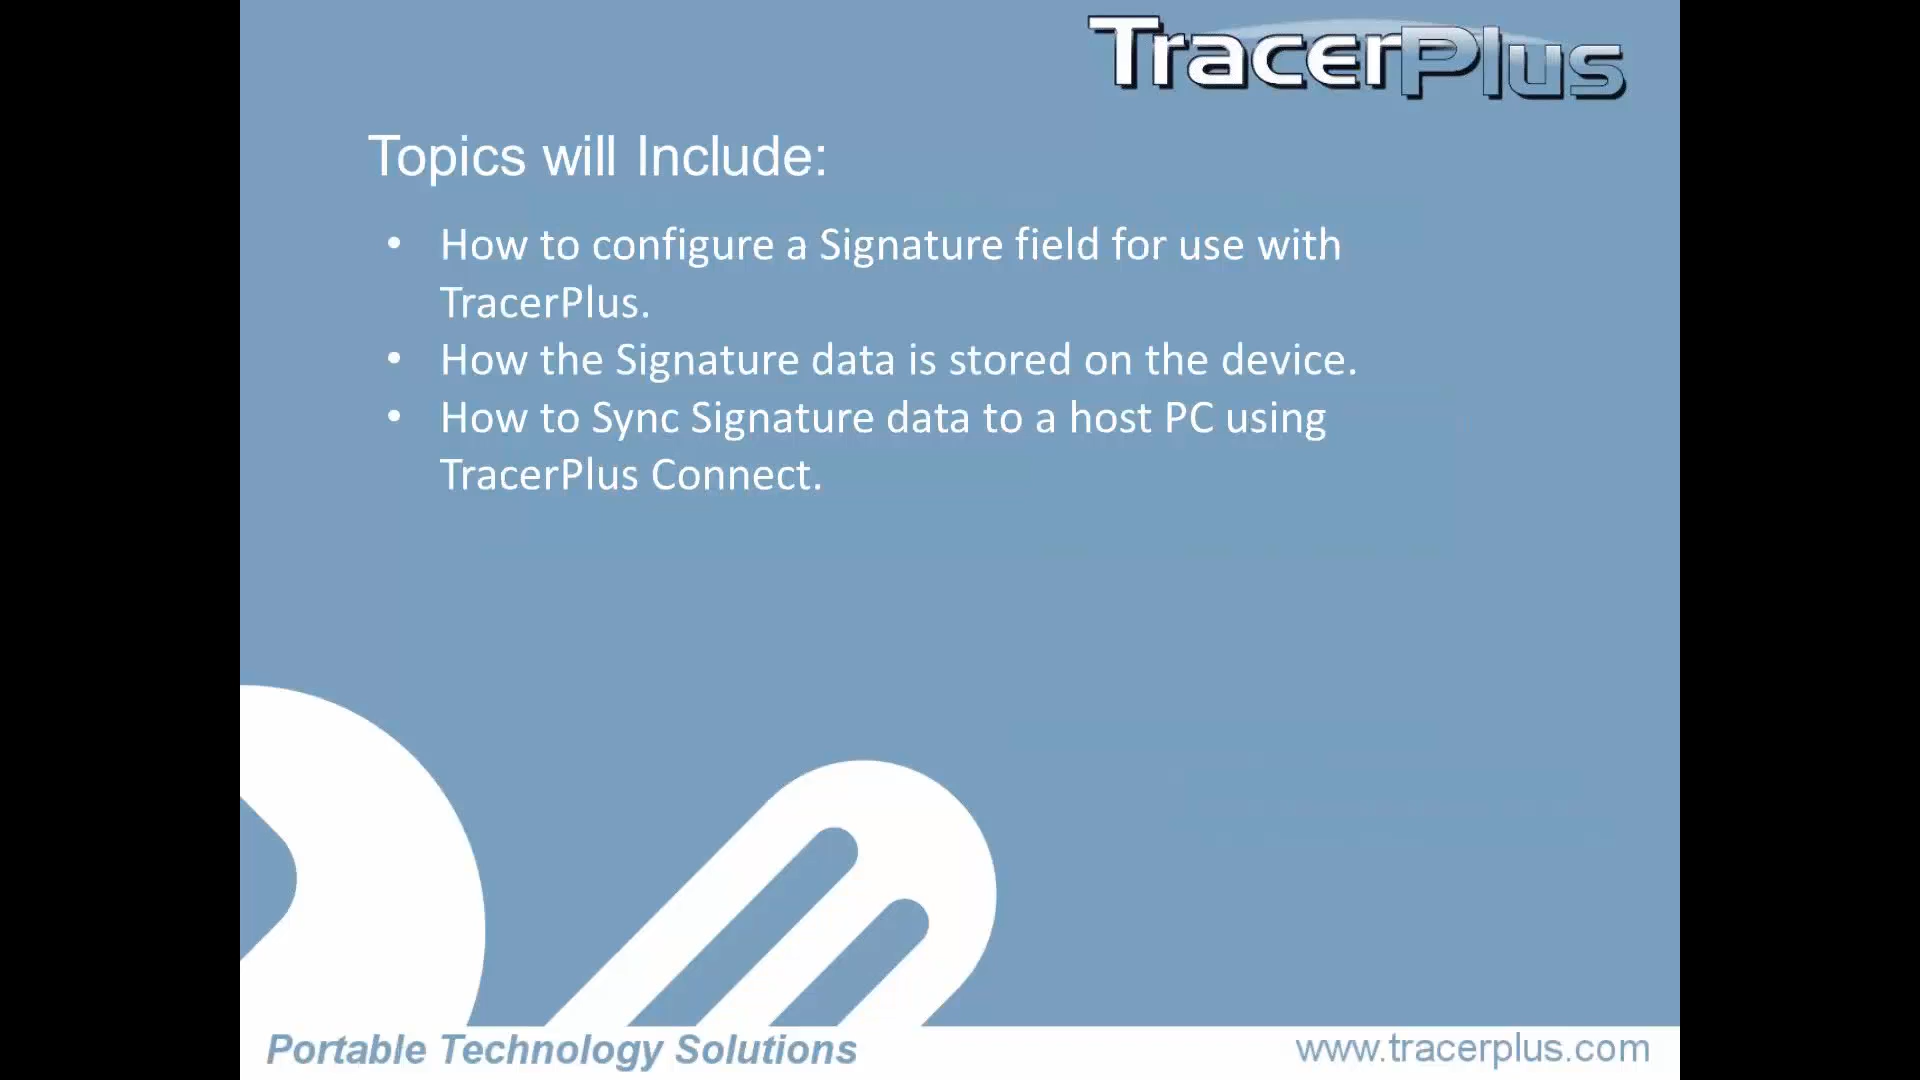 TracerPlus
Topics will Include:
• How to configure a Signature field for use with
TracerPlus.
• How the Signature data is stored on the device.
• How to Sync Signature data to a host PC using
TracerPlus Connect.
Portable Technology Solutions
www.tracerplus.com